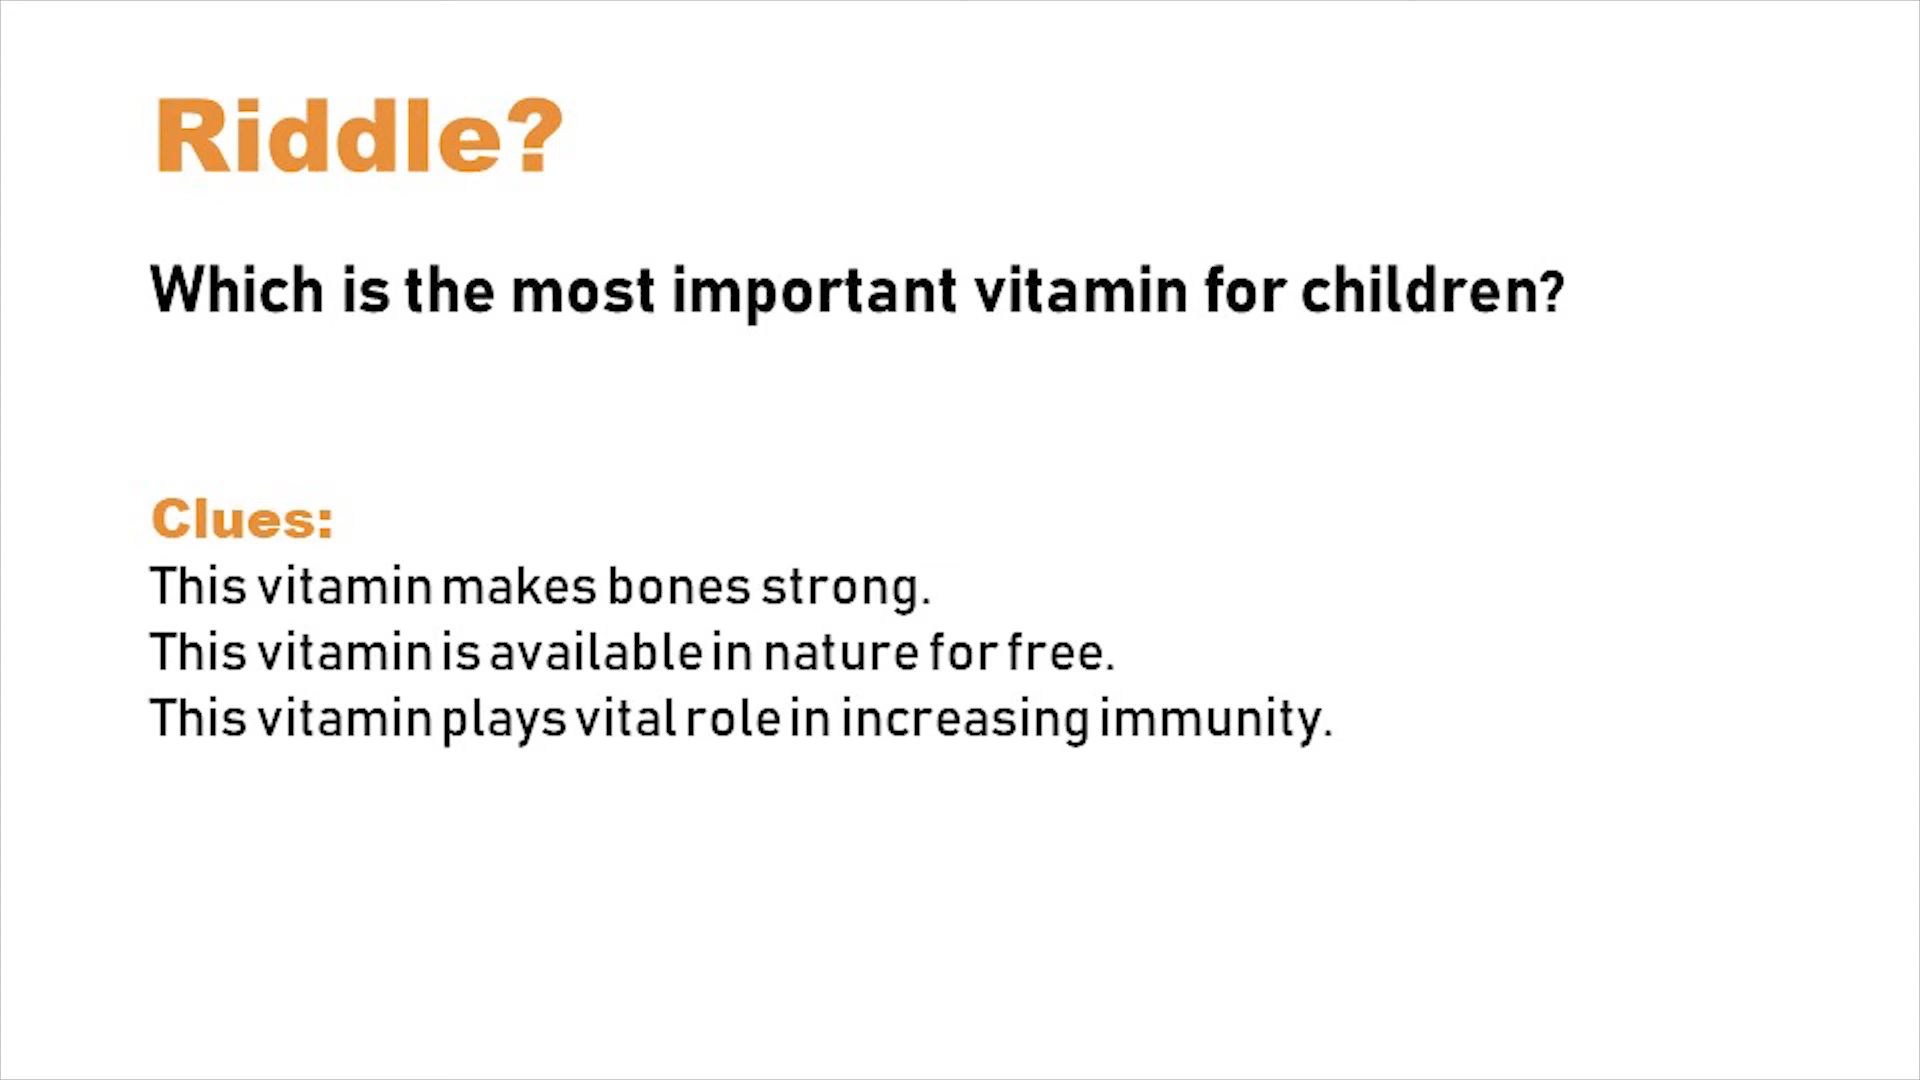 Riddle?
Which is the most important vitamin for children?
Clues:
This vitamin makes bones strong.
This vitamin is available in nature for free.
This vitamin plays vital role in increasing immunity.